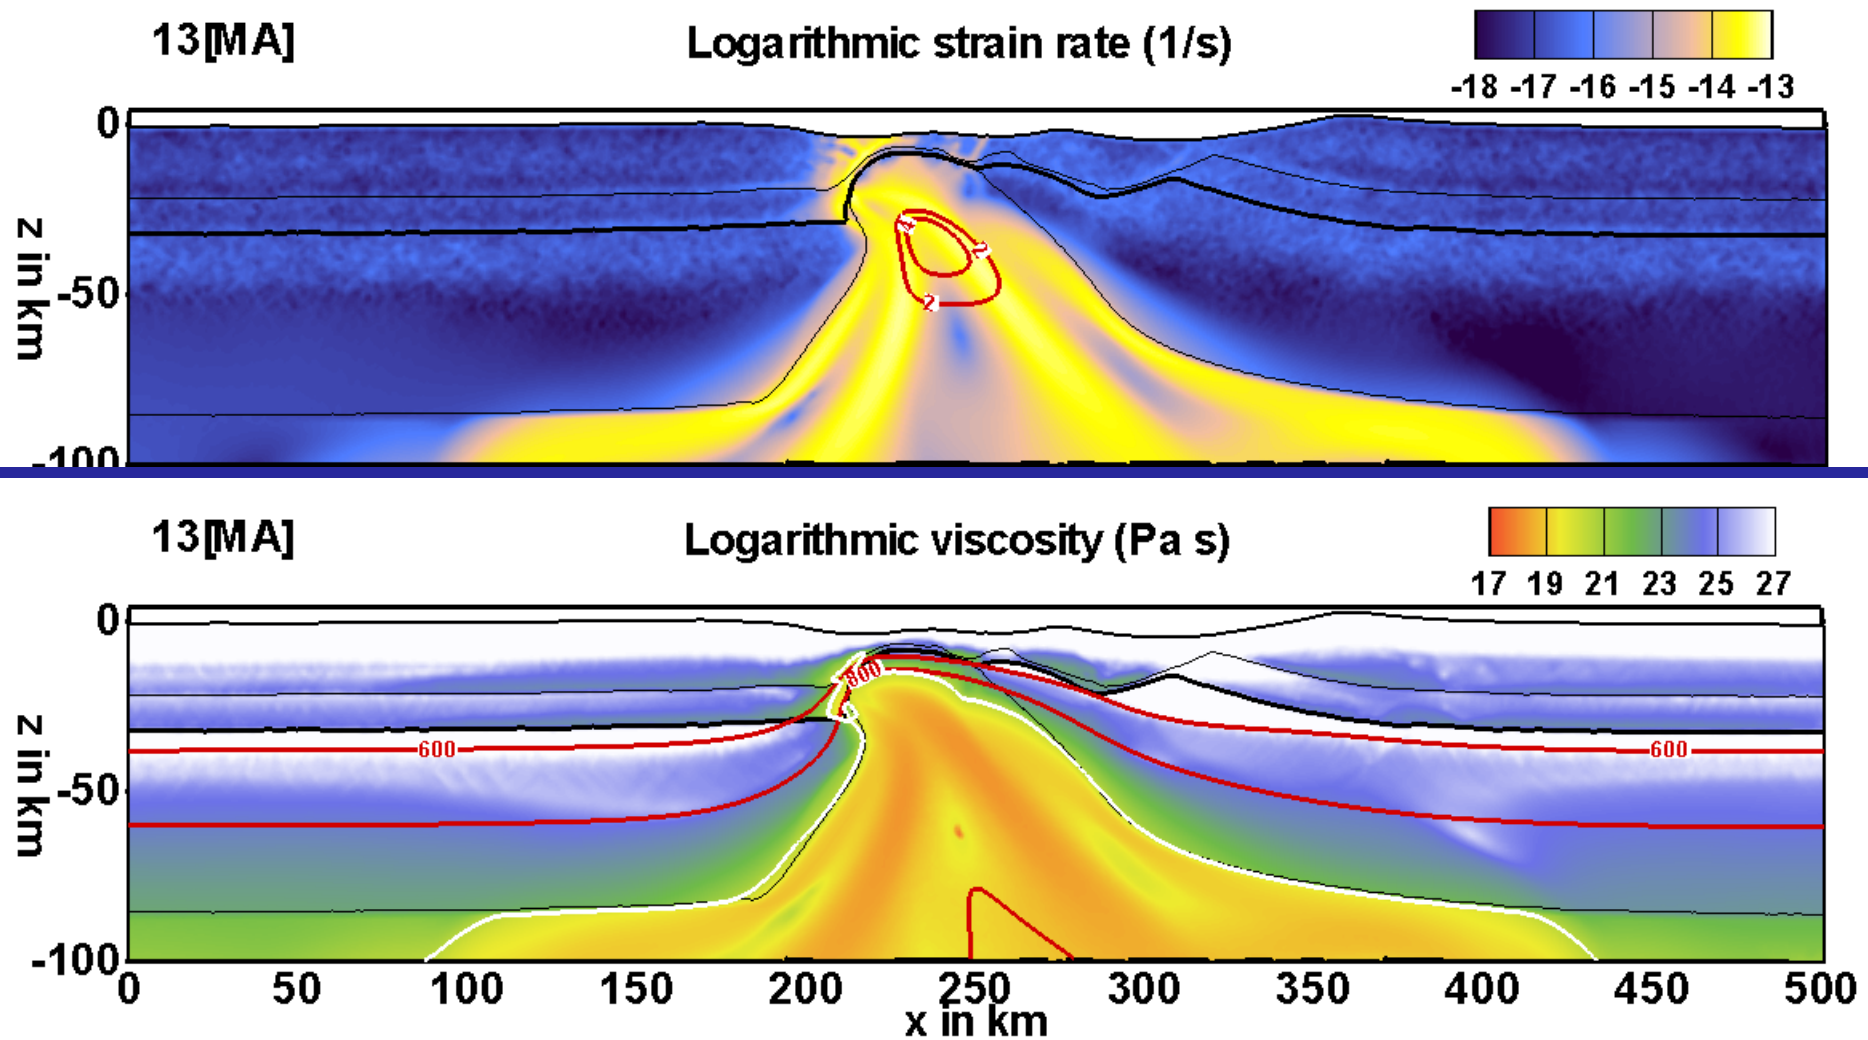 13[MA]
Logarithmic strain rate (1/s)
-18 -17 -16 -15 -14 -13
0
-50
-100
z in km
4
2
2
13[MA]
Logarithmic viscosity (Pa s)
17 19 21 23 25 27
0
-50
-100
z in km
800
600
600
0 50 100 150 200 250 300 350 400 450 500
x in km